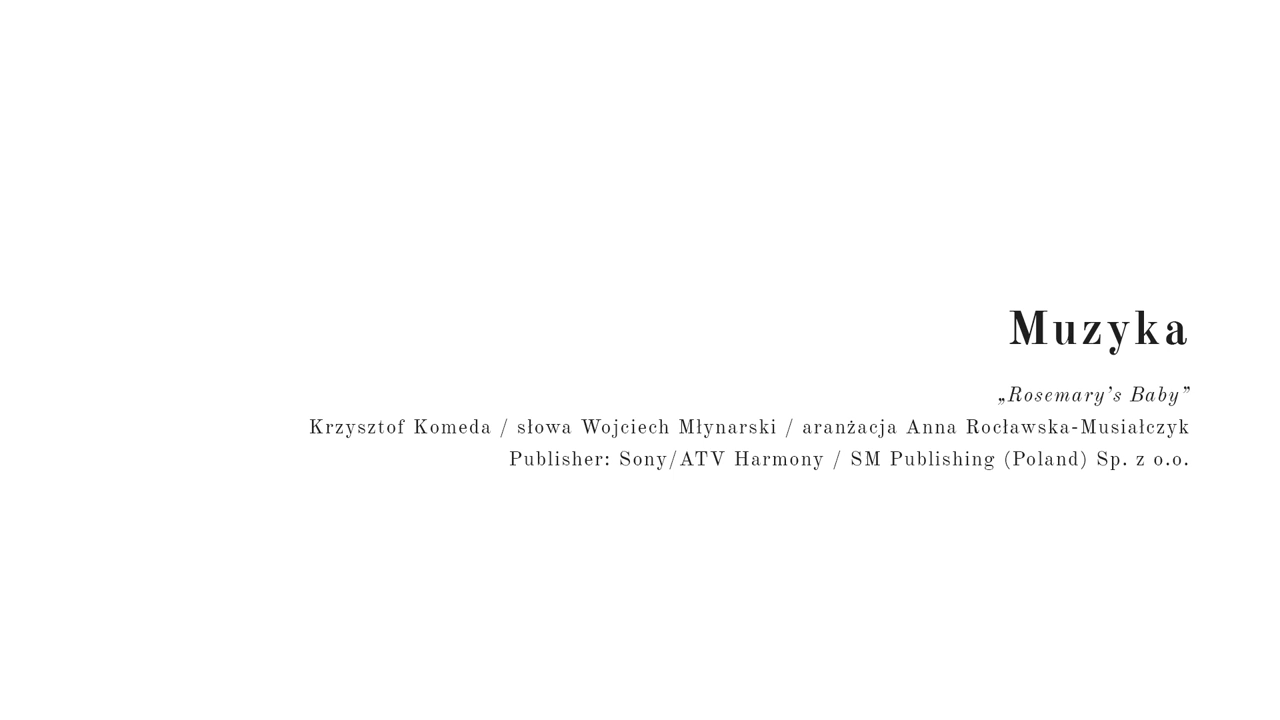 Muzyka
„Rosemary’s Baby”
Krzysztof Komeda / słowa Wojciech Młynarski / aranżacja Anna Rocławska-Musiałczyk
Publisher: Sony/ATV Harmony / SM Publishing (Poland) Sp. z o.o.